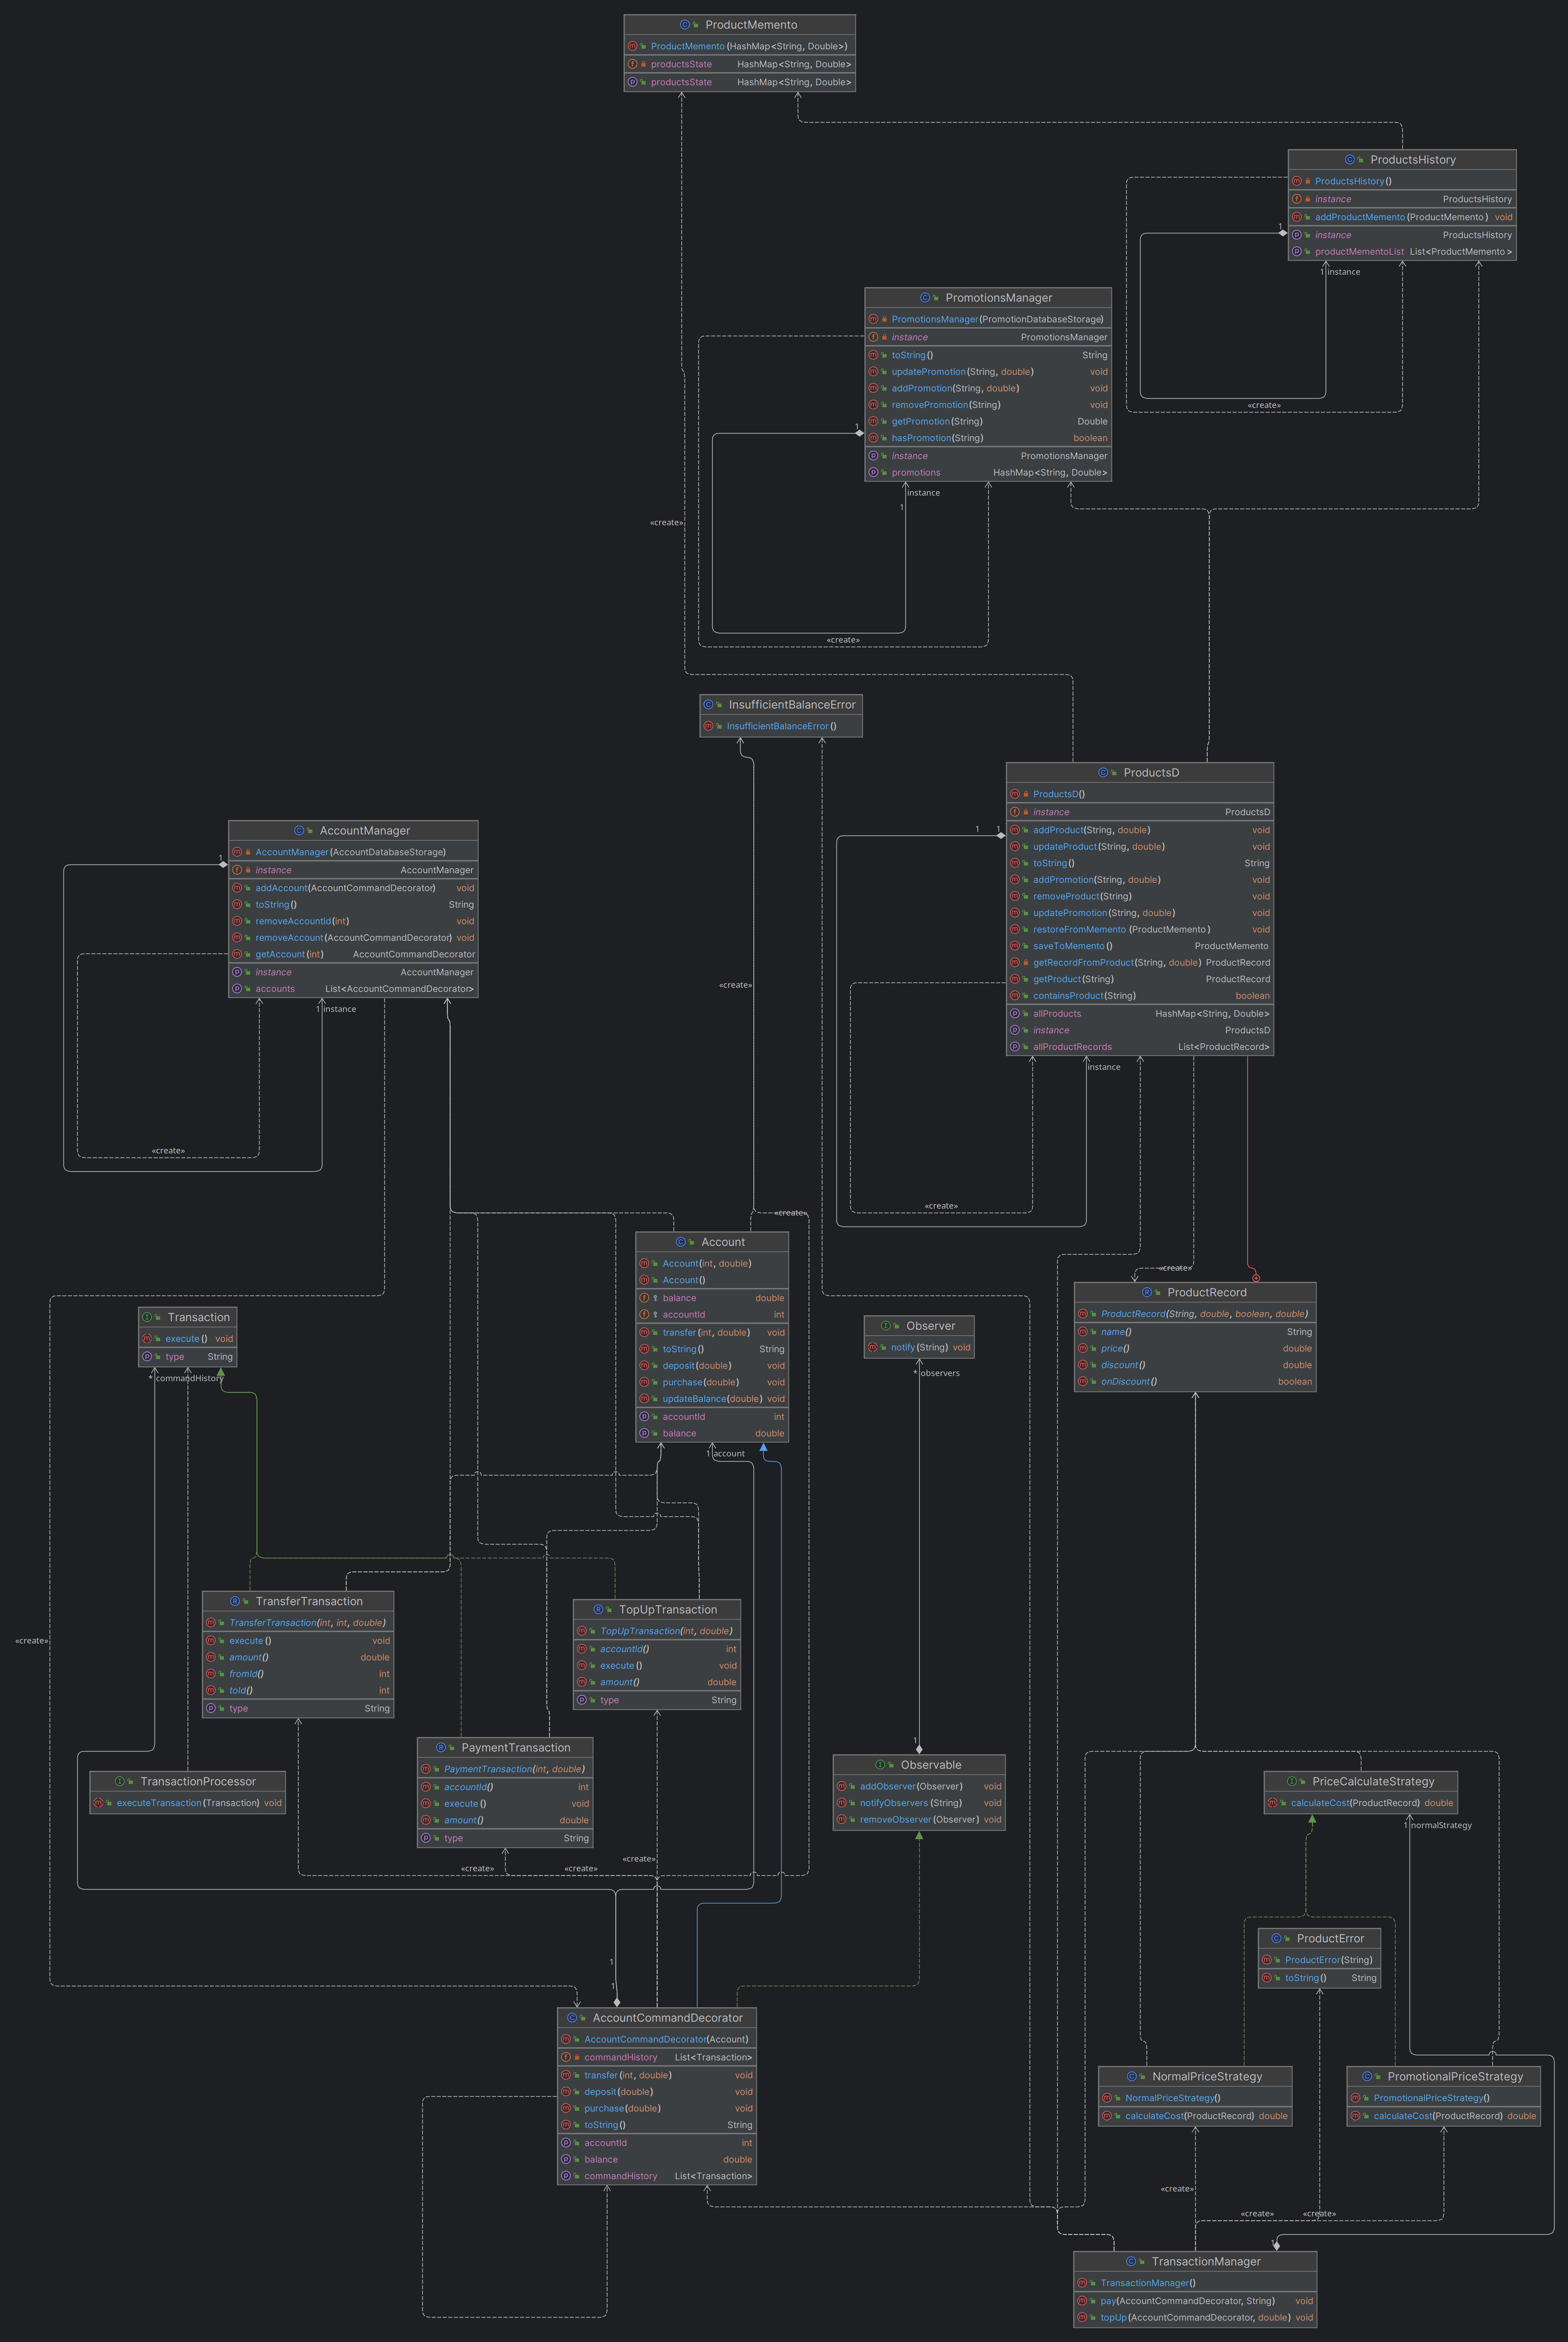 ProductMemento
ProductMemento(HashMap<String, Double>)
productsState HashMap<String, Double>
productsState HashMap<String, Double>
ProductsHistory
ProductsHistory()
instance ProductsHistory
addProductMemento(ProductMemento) void
instance ProductsHistory
productMementoList List<ProductMemento>
1
1 instance
«create»
PromotionsManager
PromotionsManager(PromotionDatabaseStorage)
instance PromotionsManager
toString() String
updatePromotion(String, double) void
addPromotion(String, double) void
removePromotion(String) void
getPromotion(String) Double
hasPromotion(String) boolean
instance PromotionsManager
promotions HashMap<String, Double>
1
instance
1
«create»
«create»
InsufficientBalanceError
InsufficientBalanceError()
ProductsD
ProductsD()
instance ProductsD
addProduct(String, double) void
updateProduct(String, double) void
toString() String
addPromotion(String, double) void
removeProduct(String) void
updatePromotion(String, double) void
restoreFromMemento(ProductMemento) void
saveToMemento() ProductMemento
getRecordFromProduct(String, double) ProductRecord
getProduct(String) ProductRecord
containsProduct(String) boolean
allProducts HashMap<String, Double>
instance ProductsD
allProductRecords List<ProductRecord>
1 1
instance
«create»
AccountManager
AccountManager(AccountDatabaseStorage)
instance AccountManager
addAccount(AccountCommandDecorator) void
toString() String
removeAccountId(int) void
removeAccount(AccountCommandDecorator) void
getAccount(int) AccountCommandDecorator
instance AccountManager
accounts List<AccountCommandDecorator>
1
1 instance
«create»
«create»
«create»
Account
Account(int, double)
Account()
balance double
accountId int
transfer(int, double) void
toString() String
deposit(double) void
purchase(double) void
updateBalance(double) void
accountId int
balance double
1 account
«create»
ProductRecord
ProductRecord(String, double, boolean, double)
name() String
price() double
discount() double
onDiscount() boolean
Transaction
execute() void
type String
* commandHistory
Observer
notify(String) void
* observers
TransferTransaction
TransferTransaction(int, int, double)
execute() void
amount() double
fromId() int
toId() int
type String
TopUpTransaction
TopUpTransaction(int, double)
accountId() int
execute() void
amount() double
type String
«create»
PaymentTransaction
PaymentTransaction(int, double)
accountId() int
execute() void
amount() double
type String
TransactionProcessor
executeTransaction(Transaction) void
1
Observable
addObserver(Observer) void
notifyObservers(String) void
removeObserver(Observer) void
PriceCalculateStrategy
calculateCost(ProductRecord) double
1 normalStrategy
«create»
«create»
«create»
ProductError
ProductError(String)
toString() String
1
1
AccountCommandDecorator
AccountCommandDecorator(Account)
commandHistory List<Transaction>
transfer(int, double) void
deposit(double) void
purchase(double) void
toString() String
accountId int
balance double
commandHistory List<Transaction>
NormalPriceStrategy
NormalPriceStrategy()
calculateCost(ProductRecord) double
PromotionalPriceStrategy
PromotionalPriceStrategy()
calculateCost(ProductRecord) double
«create»
«create»
«create»
1
TransactionManager
TransactionManager()
pay(AccountCommandDecorator, String) void
topUp(AccountCommandDecorator, double) void